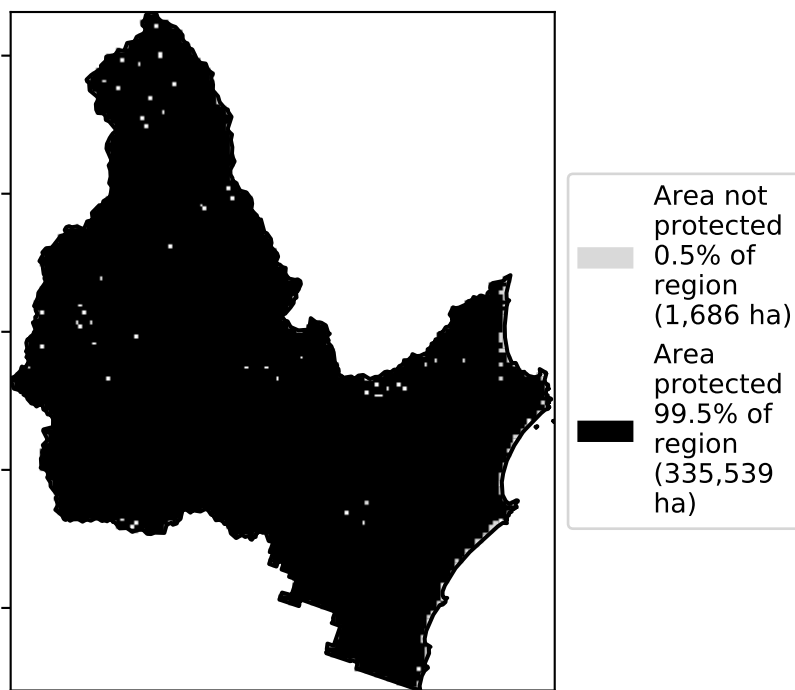 Area not
protected
0.5% of
region
(1,686 ha)
Area
protected
99.5% of
region
(335,539
ha)